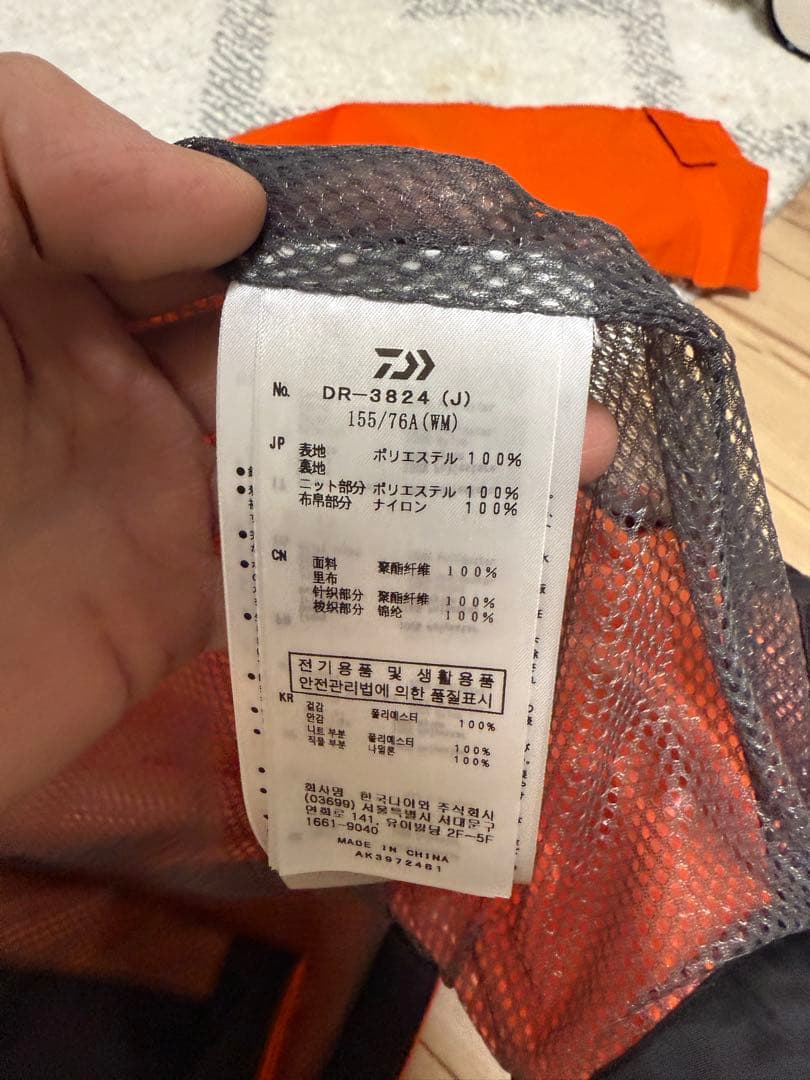 No. DR-3824 (J)
155/76A(WM)
JP 表地 ポリエステル 100%
裏地
ニット部分 ポリエステル 100%
布帛部分 ナイロン 100%
CN 面料 聚酯纤维 100%
里布
针织部分 聚酯纤维 100%
梭织部分 锦纶 100%
전기용품 및 생활용품
안전관리법에 의한 품질표시
KR 겉감 폴리에스터 100%
안감
니트 부분 폴리에스터 100%
직물 부분 나일론 100%
회사명 한국다이와 주식회사
(03699) 서울특별시 서대문구
연희로 141, 유이빌딩 2F-5F
1661-9040
MADE IN CHINA
AK3972481